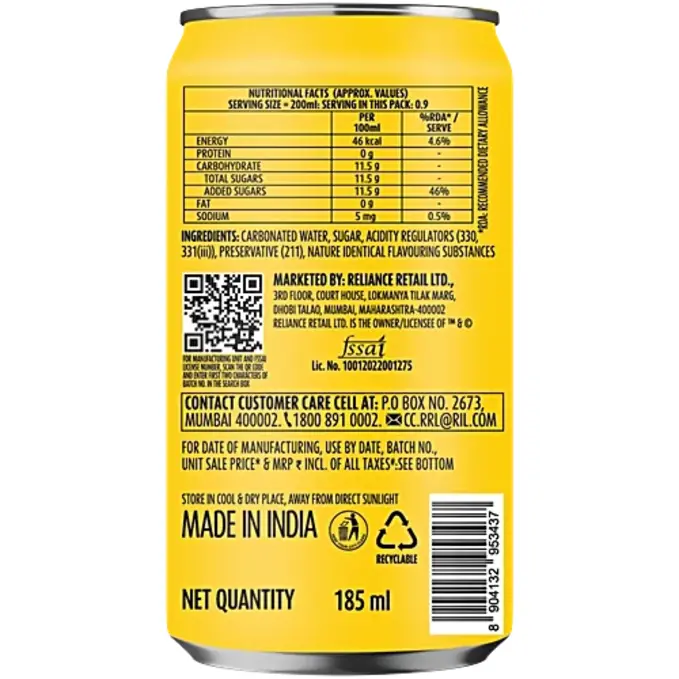 NUTRITIONAL FACTS (APPROX. VALUES)
SERVING SIZE = 200ml: SERVING IN THIS PACK: 0.9
PER 100ml %RDA* / SERVE
ENERGY 46 kcal 4.6%
PROTEIN 0 g -
CARBOHYDRATE 11.5 g -
TOTAL SUGARS 11.5 g -
ADDED SUGARS 11.5 g 46%
FAT 0 g -
SODIUM 5 mg 0.5%
*RDA: RECOMMENDED DIETARY ALLOWANCE
INGREDIENTS: CARBONATED WATER, SUGAR, ACIDITY REGULATORS (330,
331(iii)), PRESERVATIVE (211), NATURE IDENTICAL FLAVOURING SUBSTANCES
MARKETED BY: RELIANCE RETAIL LTD.,
3RD FLOOR, COURT HOUSE, LOKMANYA TILAK MARG,
DHOBI TALAO, MUMBAI, MAHARASHTRA-400002
RELIANCE RETAIL LTD. IS THE OWNER/LICENSEE OF ™ & ©
fssai
Lic. No. 10012022001275
FOR MANUFACTURING UNIT AND FSSAI
LICENSE NUMBER, SCAN THE QR CODE
AND ENTER FIRST TWO CHARACTERS OF
BATCH NO. IN THE SEARCH BOX
CONTACT CUSTOMER CARE CELL AT: P.O BOX NO. 2673,
MUMBAI 400002. 1800 891 0002. CC.RRL@RIL.COM
FOR DATE OF MANUFACTURING, USE BY DATE, BATCH NO.,
UNIT SALE PRICE* & MRP ₹ INCL. OF ALL TAXES*:SEE BOTTOM
STORE IN COOL & DRY PLACE, AWAY FROM DIRECT SUNLIGHT
MADE IN INDIA
RECYCLABLE
NET QUANTITY 185 ml
8 904132 953437